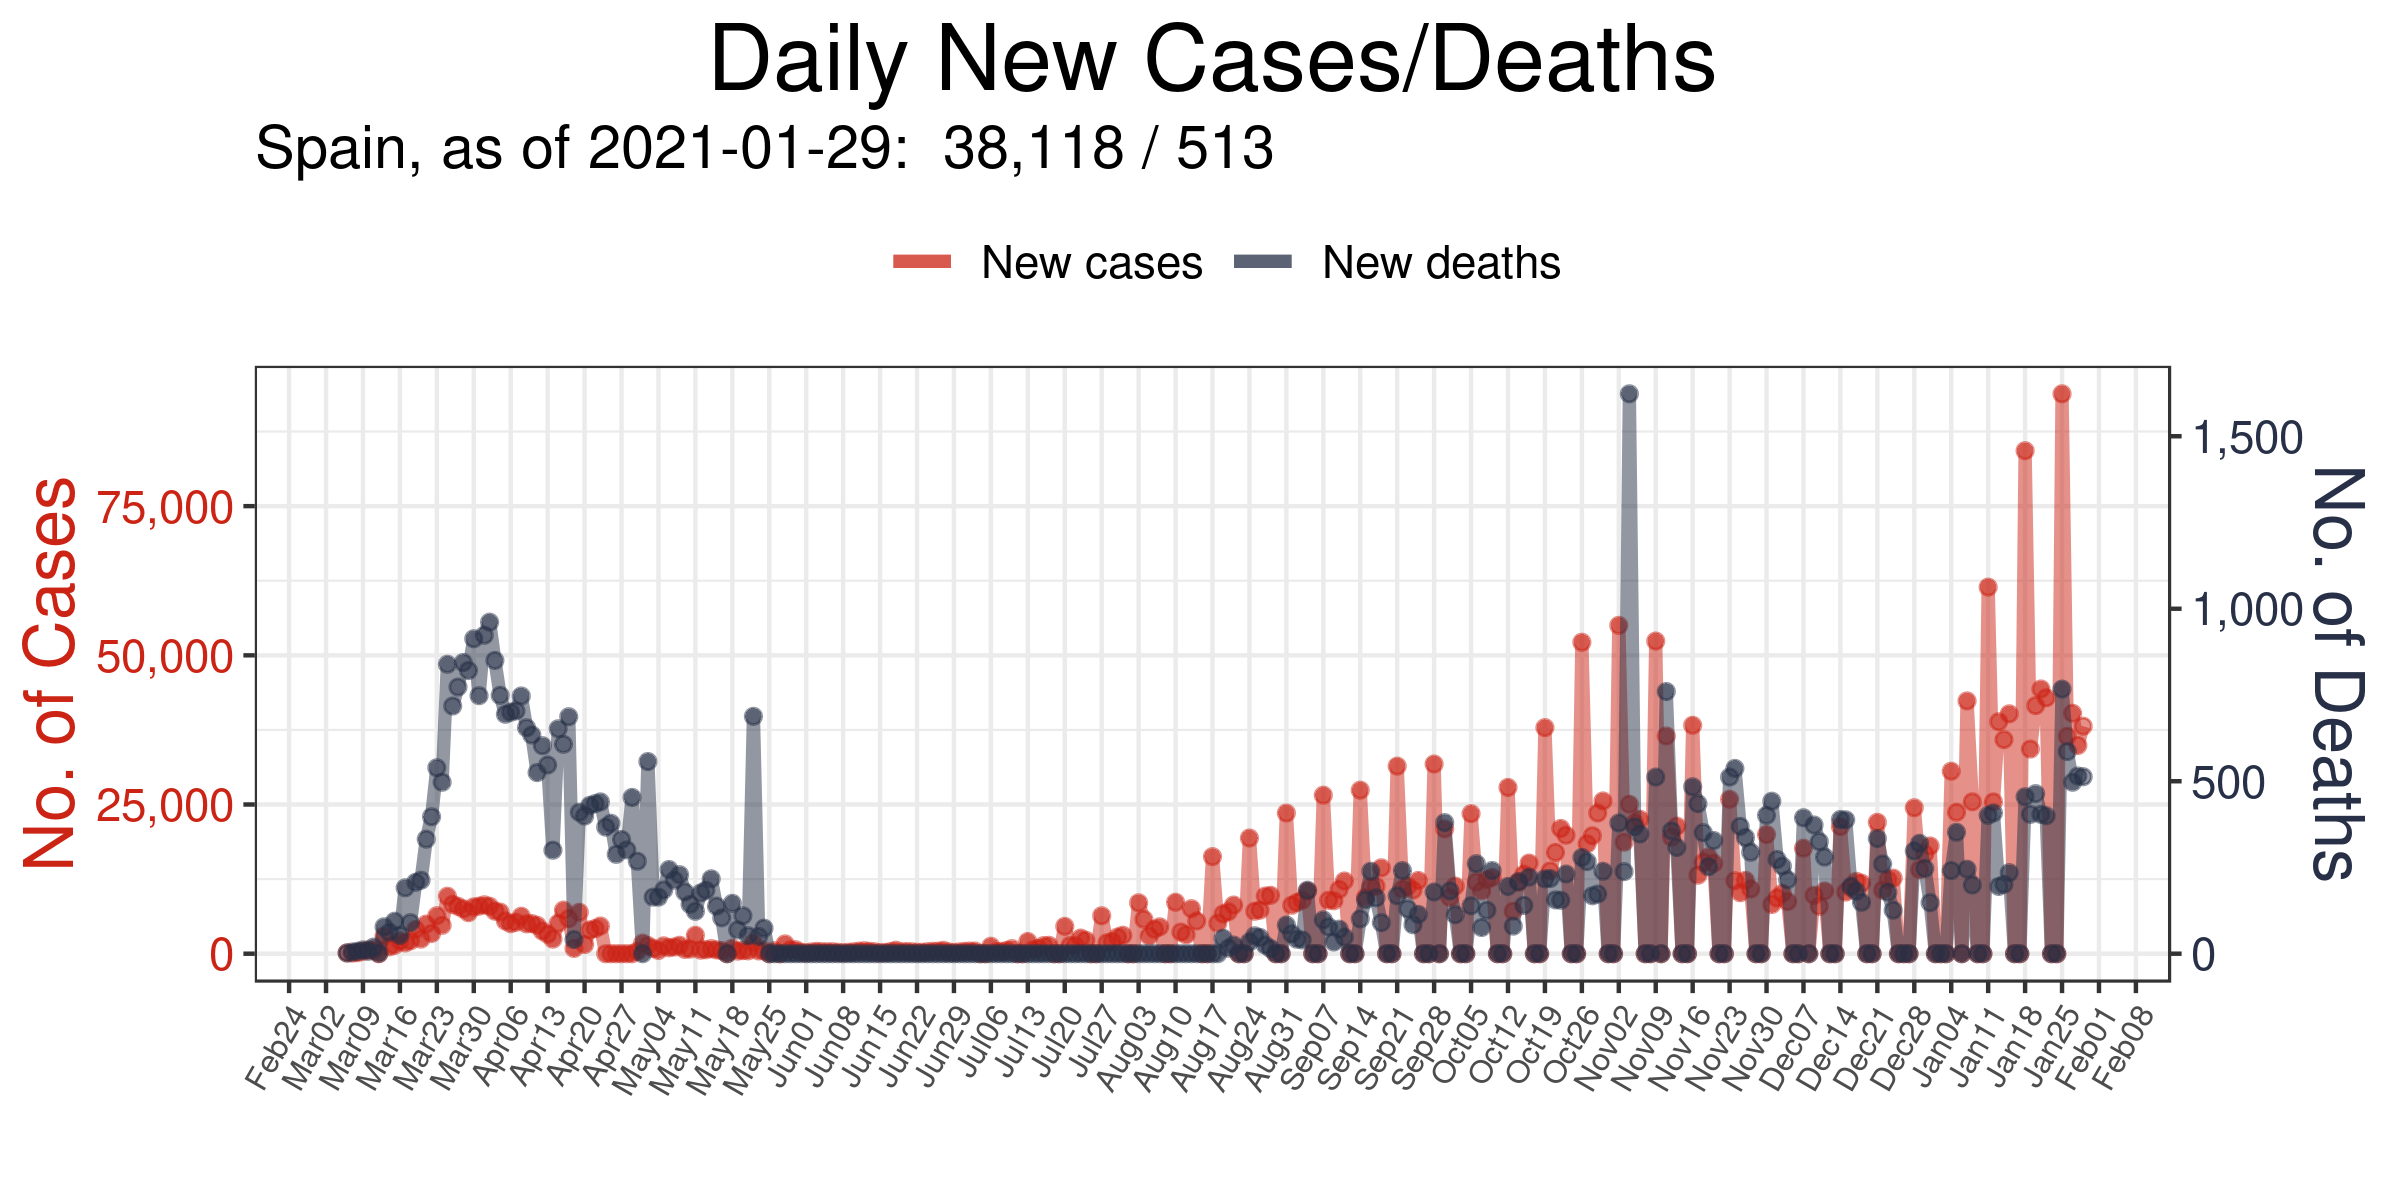 Daily New Cases/Deaths
Spain, as of 2021-01-29:  38,118 / 513
New cases New deaths
No. of Cases
75,000
50,000
25,000
0
1,500
1,000
500
0
No. of Deaths
Feb24 Mar02 Mar09 Mar16 Mar23 Mar30 Apr06 Apr13 Apr20 Apr27 May04 May11 May18 May25 Jun01 Jun08 Jun15 Jun22 Jun29 Jul06 Jul13 Jul20 Jul27 Aug03 Aug10 Aug17 Aug24 Aug31 Sep07 Sep14 Sep21 Sep28 Oct05 Oct12 Oct19 Oct26 Nov02 Nov09 Nov16 Nov23 Nov30 Dec07 Dec14 Dec21 Dec28 Jan04 Jan11 Jan18 Jan25 Feb01 Feb08